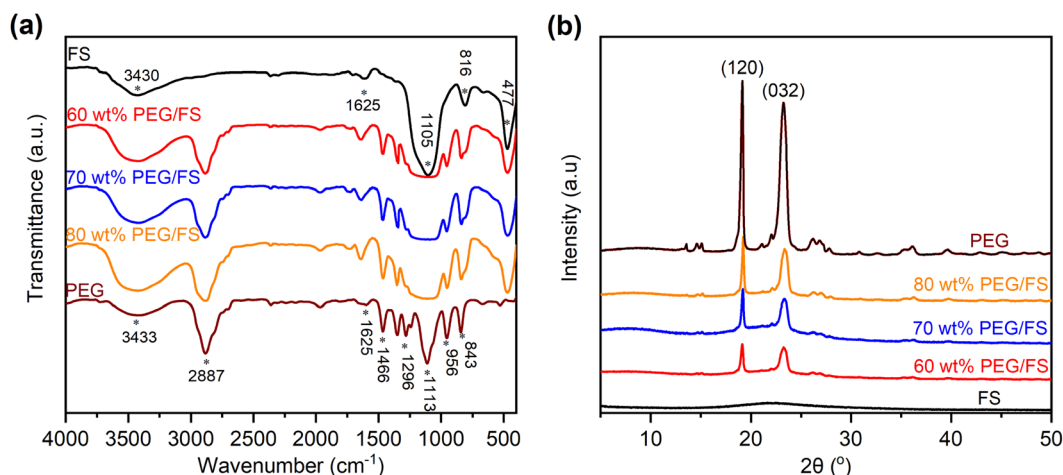 (a)
FS
3430
1625
1105
816
477
60 wt% PEG/FS
70 wt% PEG/FS
80 wt% PEG/FS
PEG
3433
2887
1625
1466
1296
1113
956
843
Transmittance (a.u.)
4000 3500 3000 2500 2000 1500 1000 500
Wavenumber (cm⁻¹)
(b)
(120)
(032)
PEG
80 wt% PEG/FS
70 wt% PEG/FS
60 wt% PEG/FS
FS
Intensity (a.u)
10 20 30 40 50
2θ (°)